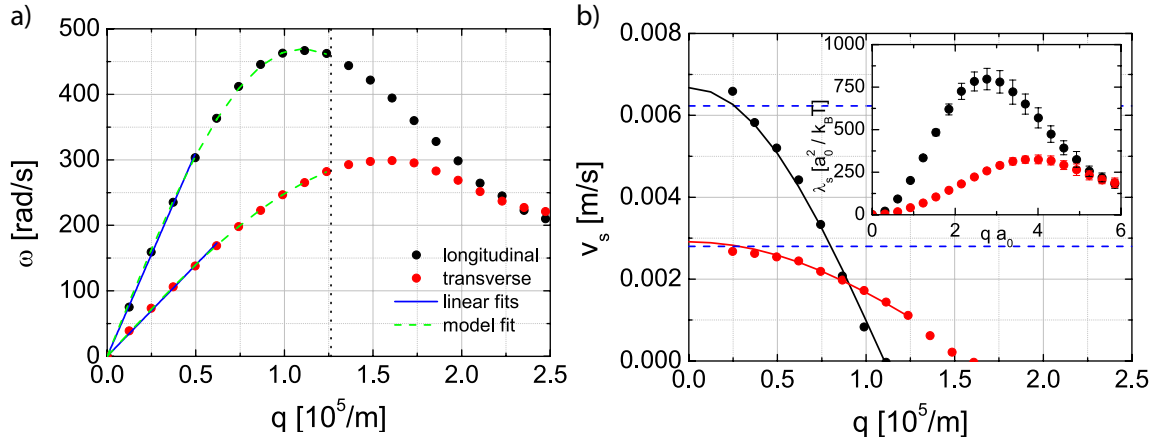 a)
ω [rad/s]
500
400
300
200
100
0
0.0 0.5 1.0 1.5 2.0 2.5
q [10⁵/m]
longitudinal
transverse
linear fits
model fit
b)
v_s [m/s]
0.008
0.006
0.004
0.002
0.000
0.0 0.5 1.0 1.5 2.0 2.5
q [10⁵/m]
λ_s [a₀² / k_BT]
1000
750
500
250
0
0 2 4 6
q a₀